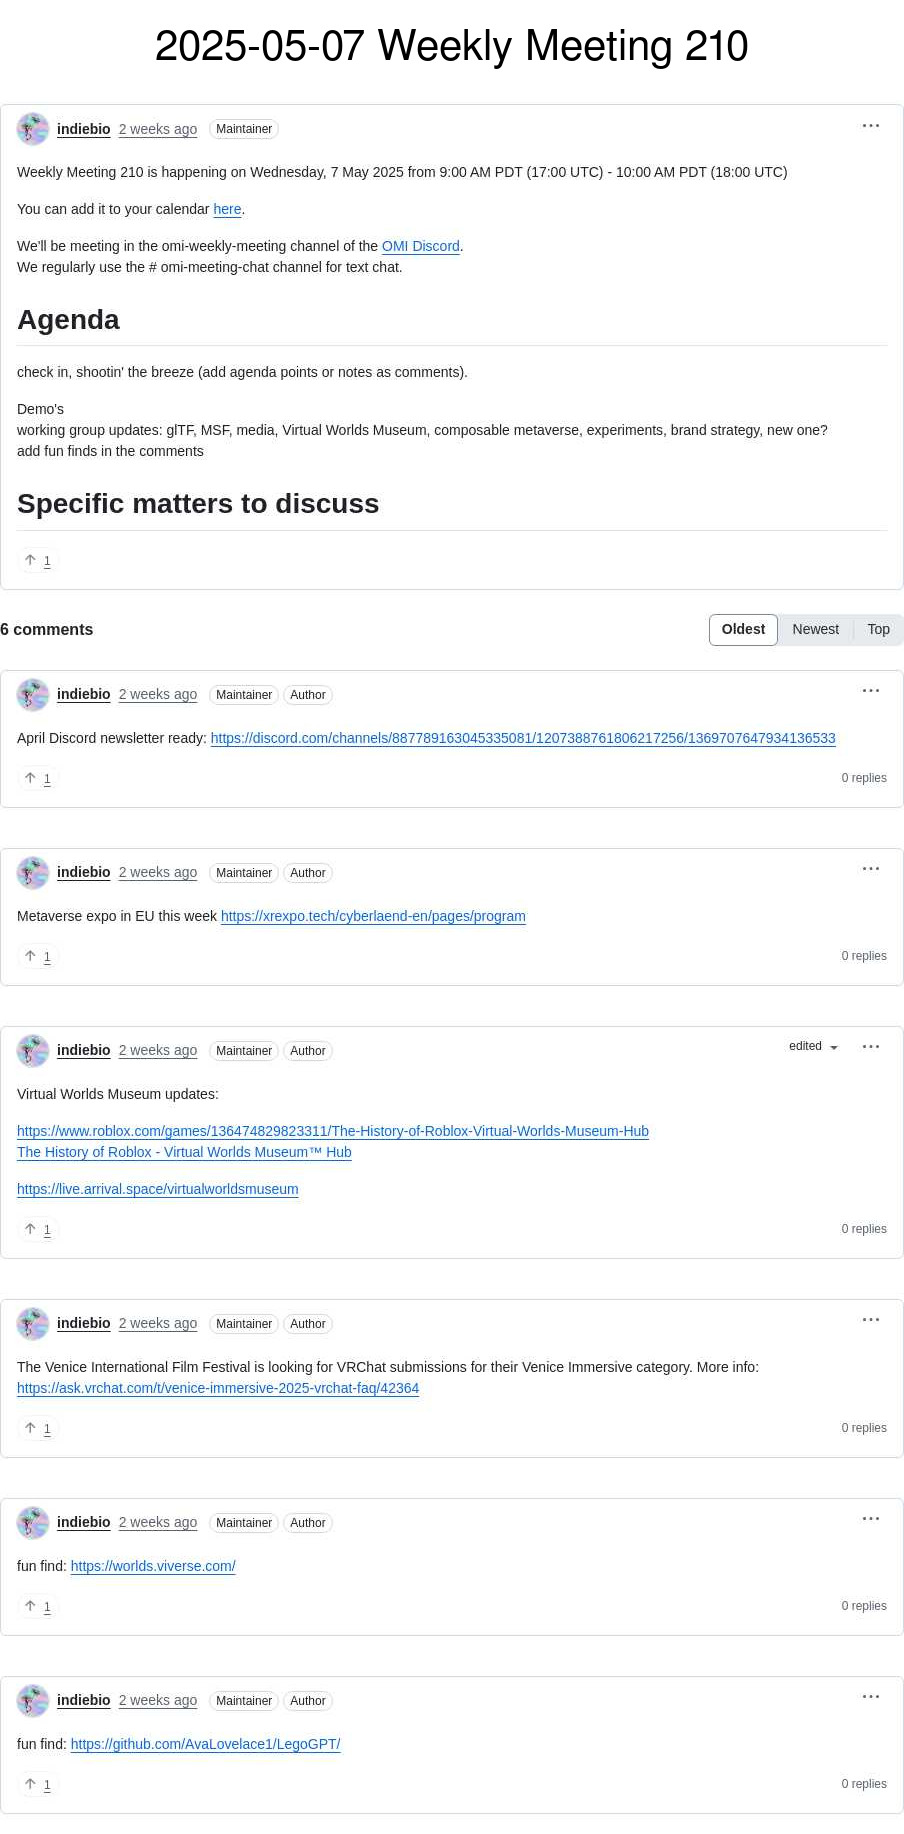 2025-05-07 Weekly Meeting 210
indiebio 2 weeks ago Maintainer
Weekly Meeting 210 is happening on Wednesday, 7 May 2025 from 9:00 AM PDT (17:00 UTC) - 10:00 AM PDT (18:00 UTC)
You can add it to your calendar here.
We'll be meeting in the omi-weekly-meeting channel of the OMI Discord.
We regularly use the # omi-meeting-chat channel for text chat.
Agenda
check in, shootin' the breeze (add agenda points or notes as comments).
Demo's
working group updates: glTF, MSF, media, Virtual Worlds Museum, composable metaverse, experiments, brand strategy, new one?
add fun finds in the comments
Specific matters to discuss
1
6 comments Oldest Newest Top
indiebio 2 weeks ago Maintainer Author
April Discord newsletter ready: https://discord.com/channels/887789163045335081/1207388761806217256/1369707647934136533
1 0 replies
indiebio 2 weeks ago Maintainer Author
Metaverse expo in EU this week https://xrexpo.tech/cyberlaend-en/pages/program
1 0 replies
indiebio 2 weeks ago Maintainer Author edited
Virtual Worlds Museum updates:
https://www.roblox.com/games/136474829823311/The-History-of-Roblox-Virtual-Worlds-Museum-Hub
The History of Roblox - Virtual Worlds Museum™ Hub
https://live.arrival.space/virtualworldsmuseum
1 0 replies
indiebio 2 weeks ago Maintainer Author
The Venice International Film Festival is looking for VRChat submissions for their Venice Immersive category. More info:
https://ask.vrchat.com/t/venice-immersive-2025-vrchat-faq/42364
1 0 replies
indiebio 2 weeks ago Maintainer Author
fun find: https://worlds.viverse.com/
1 0 replies
indiebio 2 weeks ago Maintainer Author
fun find: https://github.com/AvaLovelace1/LegoGPT/
1 0 replies